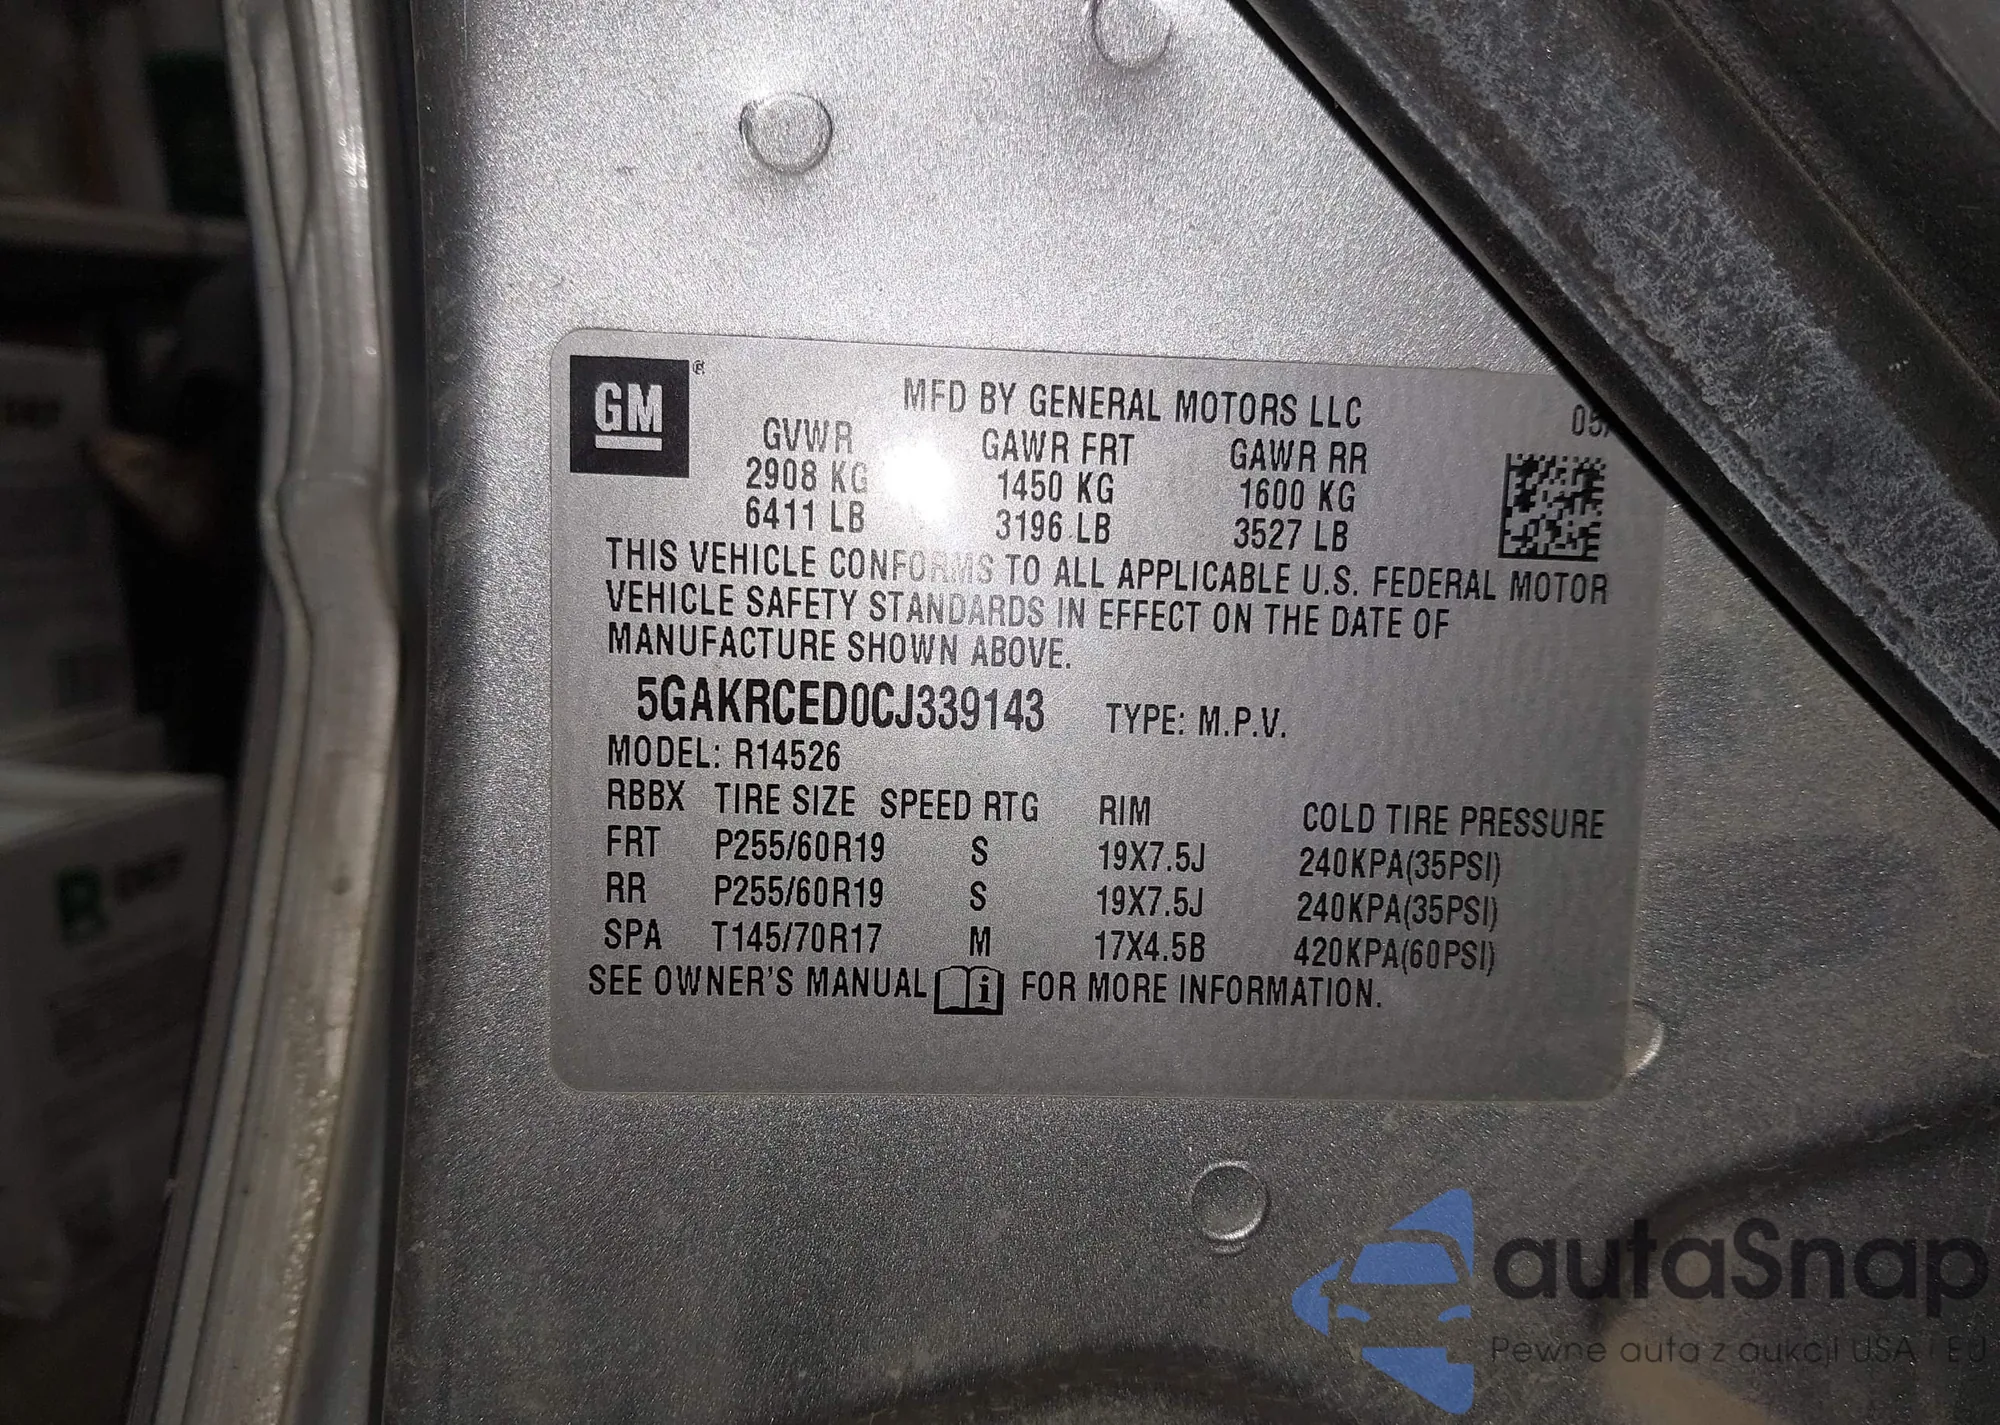 GM ®
MFD BY GENERAL MOTORS LLC
05/
GVWR GAWR FRT GAWR RR
2908 KG 1450 KG 1600 KG
6411 LB 3196 LB 3527 LB
THIS VEHICLE CONFORMS TO ALL APPLICABLE U.S. FEDERAL MOTOR
VEHICLE SAFETY STANDARDS IN EFFECT ON THE DATE OF
MANUFACTURE SHOWN ABOVE.
5GAKRCED0CJ339143 TYPE: M.P.V.
MODEL: R14526
RBBX TIRE SIZE SPEED RTG RIM COLD TIRE PRESSURE
FRT P255/60R19 S 19X7.5J 240KPA(35PSI)
RR P255/60R19 S 19X7.5J 240KPA(35PSI)
SPA T145/70R17 M 17X4.5B 420KPA(60PSI)
SEE OWNER'S MANUAL i FOR MORE INFORMATION.
autaSnap
Pewne auta z aukcji USA i EU